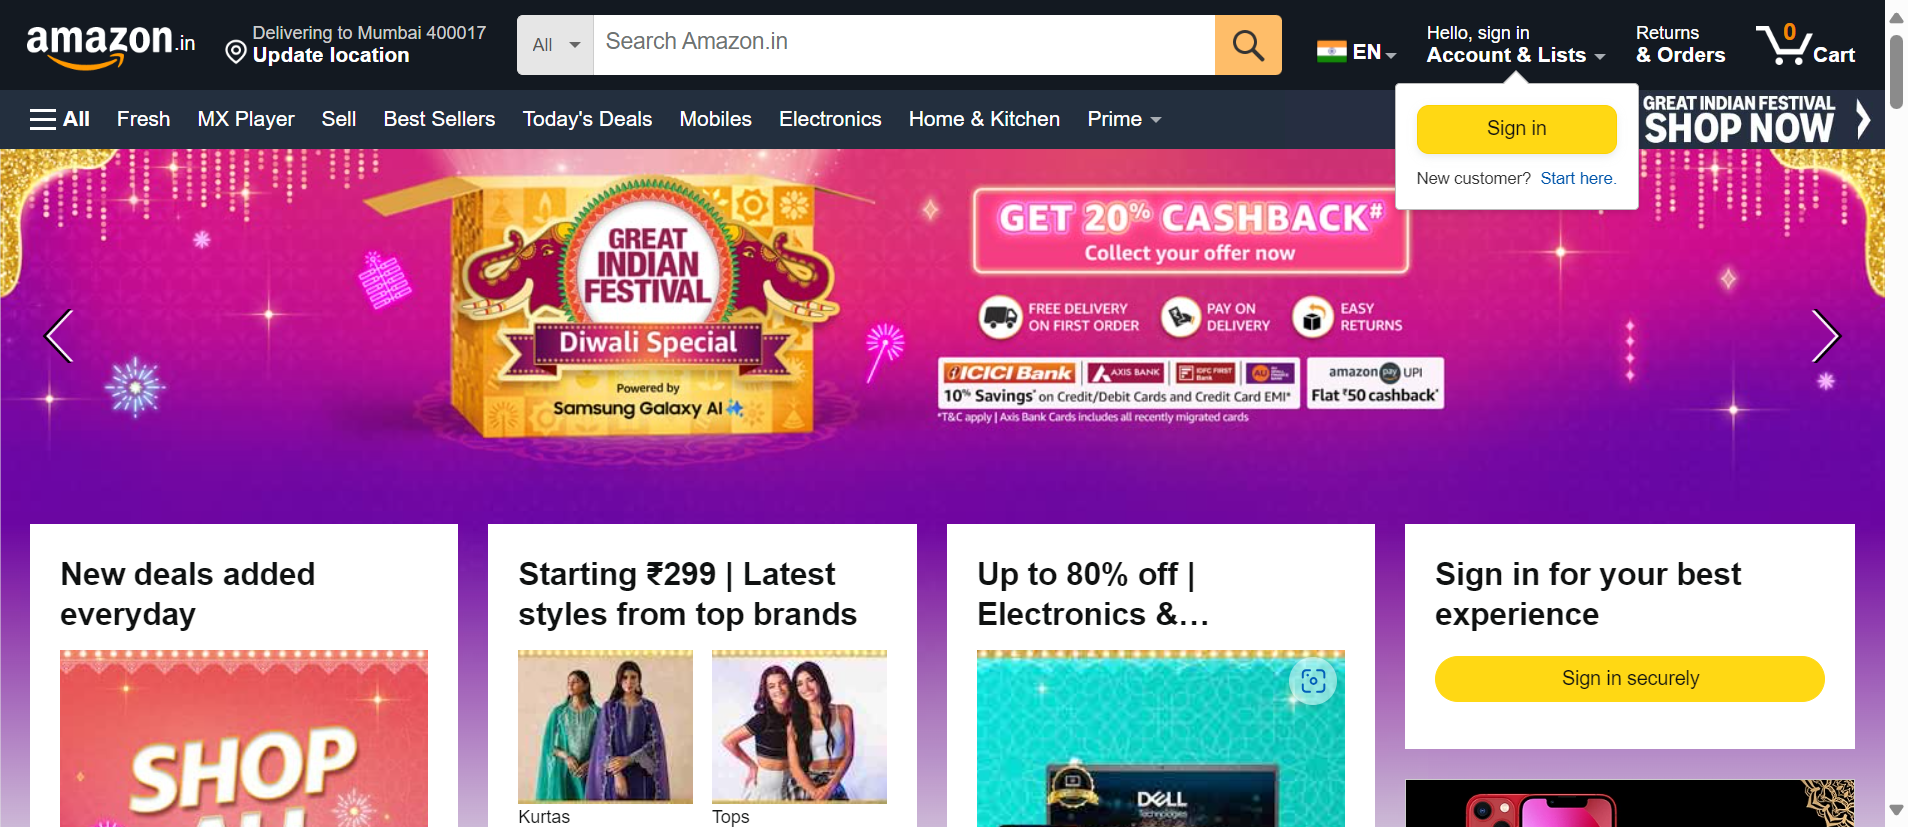 amazon.in
Delivering to Mumbai 400017
Update location
All
Search Amazon.in
EN
Hello, sign in
Account & Lists
Returns
& Orders
0
Cart
All
Fresh
MX Player
Sell
Best Sellers
Today's Deals
Mobiles
Electronics
Home & Kitchen
Prime
Sign in
New customer? Start here.
GREAT INDIAN FESTIVAL
SHOP NOW
GREAT
INDIAN
FESTIVAL
Diwali Special
Powered by
Samsung Galaxy AI
GET 20% CASHBACK#
Collect your offer now
FREE DELIVERY
ON FIRST ORDER
PAY ON
DELIVERY
EASY
RETURNS
ICICI Bank
AXIS BANK
IDFC FIRST
Bank
AU
10% Savings* on Credit/Debit Cards and Credit Card EMI*
amazon pay UPI
Flat ₹50 cashback*
*T&C apply | Axis Bank Cards includes all recently migrated cards
New deals added
everyday
SHOP
ALL
Starting ₹299 | Latest
styles from top brands
Kurtas
Tops
Up to 80% off |
Electronics &…
DELL
Technologies
Sign in for your best
experience
Sign in securely